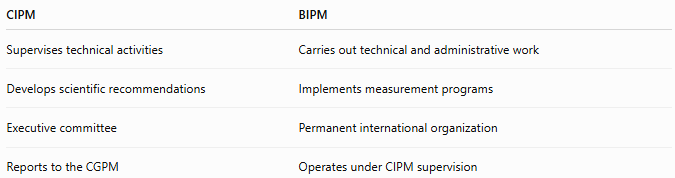 CIPM BIPM
Supervises technical activities Carries out technical and administrative work
Develops scientific recommendations Implements measurement programs
Executive committee Permanent international organization
Reports to the CGPM Operates under CIPM supervision